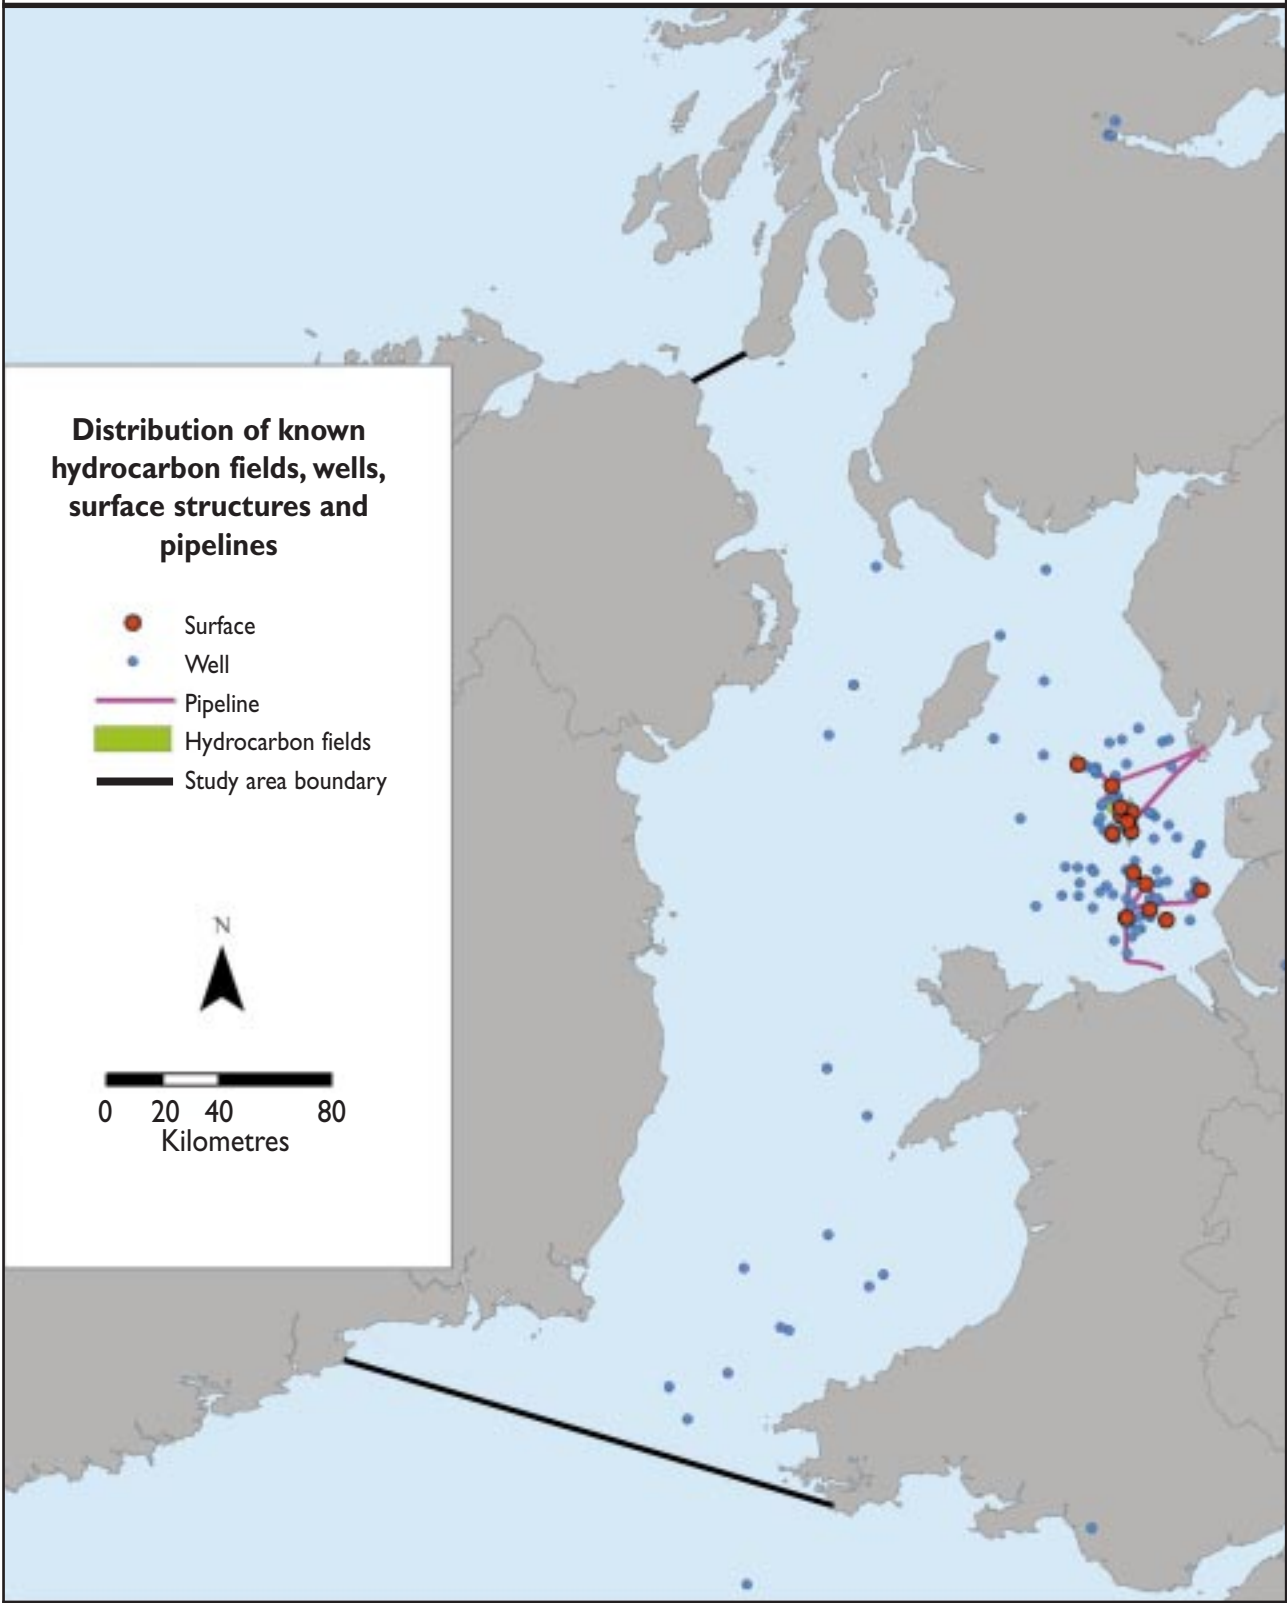 Distribution of known
hydrocarbon fields, wells,
surface structures and
pipelines
Surface
Well
Pipeline
Hydrocarbon fields
Study area boundary
N
0 20 40 80
Kilometres